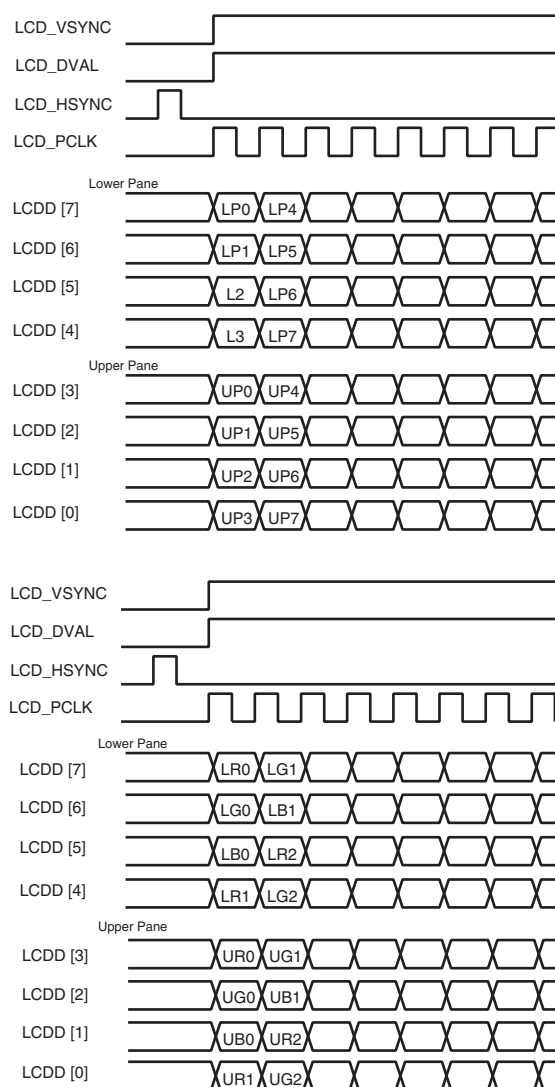 LCD_VSYNC
LCD_DVAL
LCD_HSYNC
LCD_PCLK
Lower Pane
LCDD [7] LP0 LP4
LCDD [6] LP1 LP5
LCDD [5] L2 LP6
LCDD [4] L3 LP7
Upper Pane
LCDD [3] UP0 UP4
LCDD [2] UP1 UP5
LCDD [1] UP2 UP6
LCDD [0] UP3 UP7
LCD_VSYNC
LCD_DVAL
LCD_HSYNC
LCD_PCLK
Lower Pane
LCDD [7] LR0 LG1
LCDD [6] LG0 LB1
LCDD [5] LB0 LR2
LCDD [4] LR1 LG2
Upper Pane
LCDD [3] UR0 UG1
LCDD [2] UG0 UB1
LCDD [1] UB0 UR2
LCDD [0] UR1 UG2